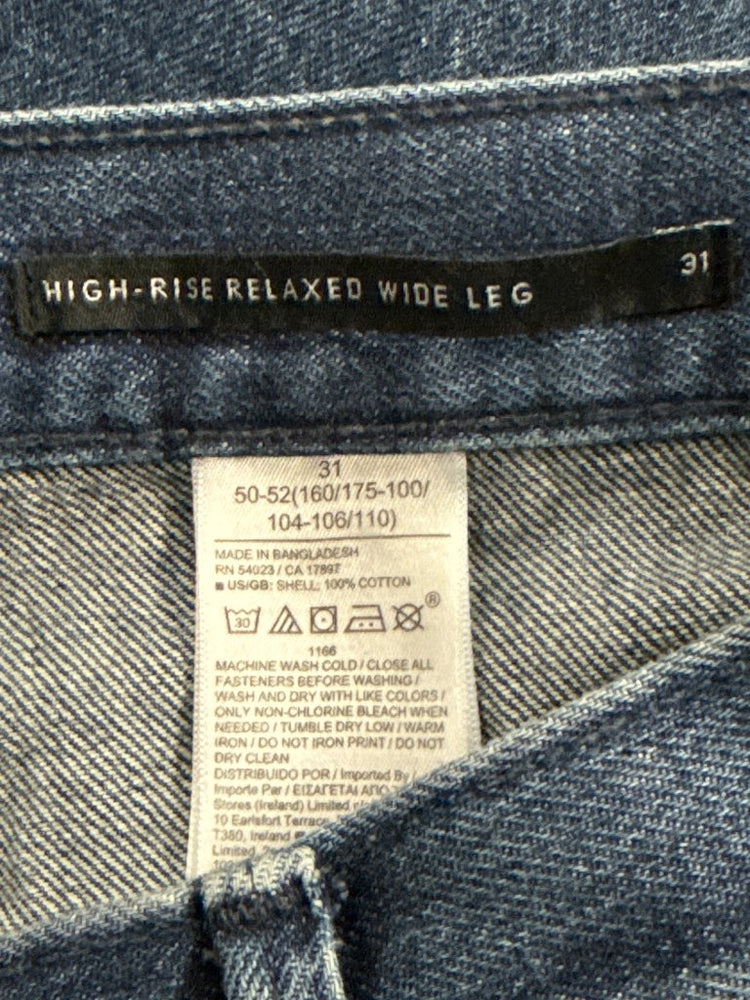 HIGH-RISE RELAXED WIDE LEG 31
31
50-52(160/175-100/
104-106/110)
MADE IN BANGLADESH
RN 54023 / CA 17897
US/GB: SHELL: 100% COTTON
30 ®
1166
MACHINE WASH COLD / CLOSE ALL
FASTENERS BEFORE WASHING /
WASH AND DRY WITH LIKE COLORS /
ONLY NON-CHLORINE BLEACH WHEN
NEEDED / TUMBLE DRY LOW / WARM
IRON / DO NOT IRON PRINT / DO NOT
DRY CLEAN
DISTRIBUIDO POR / Imported By /
Importe Par / ΕΙΣΑΓΕΤΑΙ ΑΠΟ
Stores (Ireland) Limited
10 Earlsfort Terrace,
T380, Ireland
Limited,